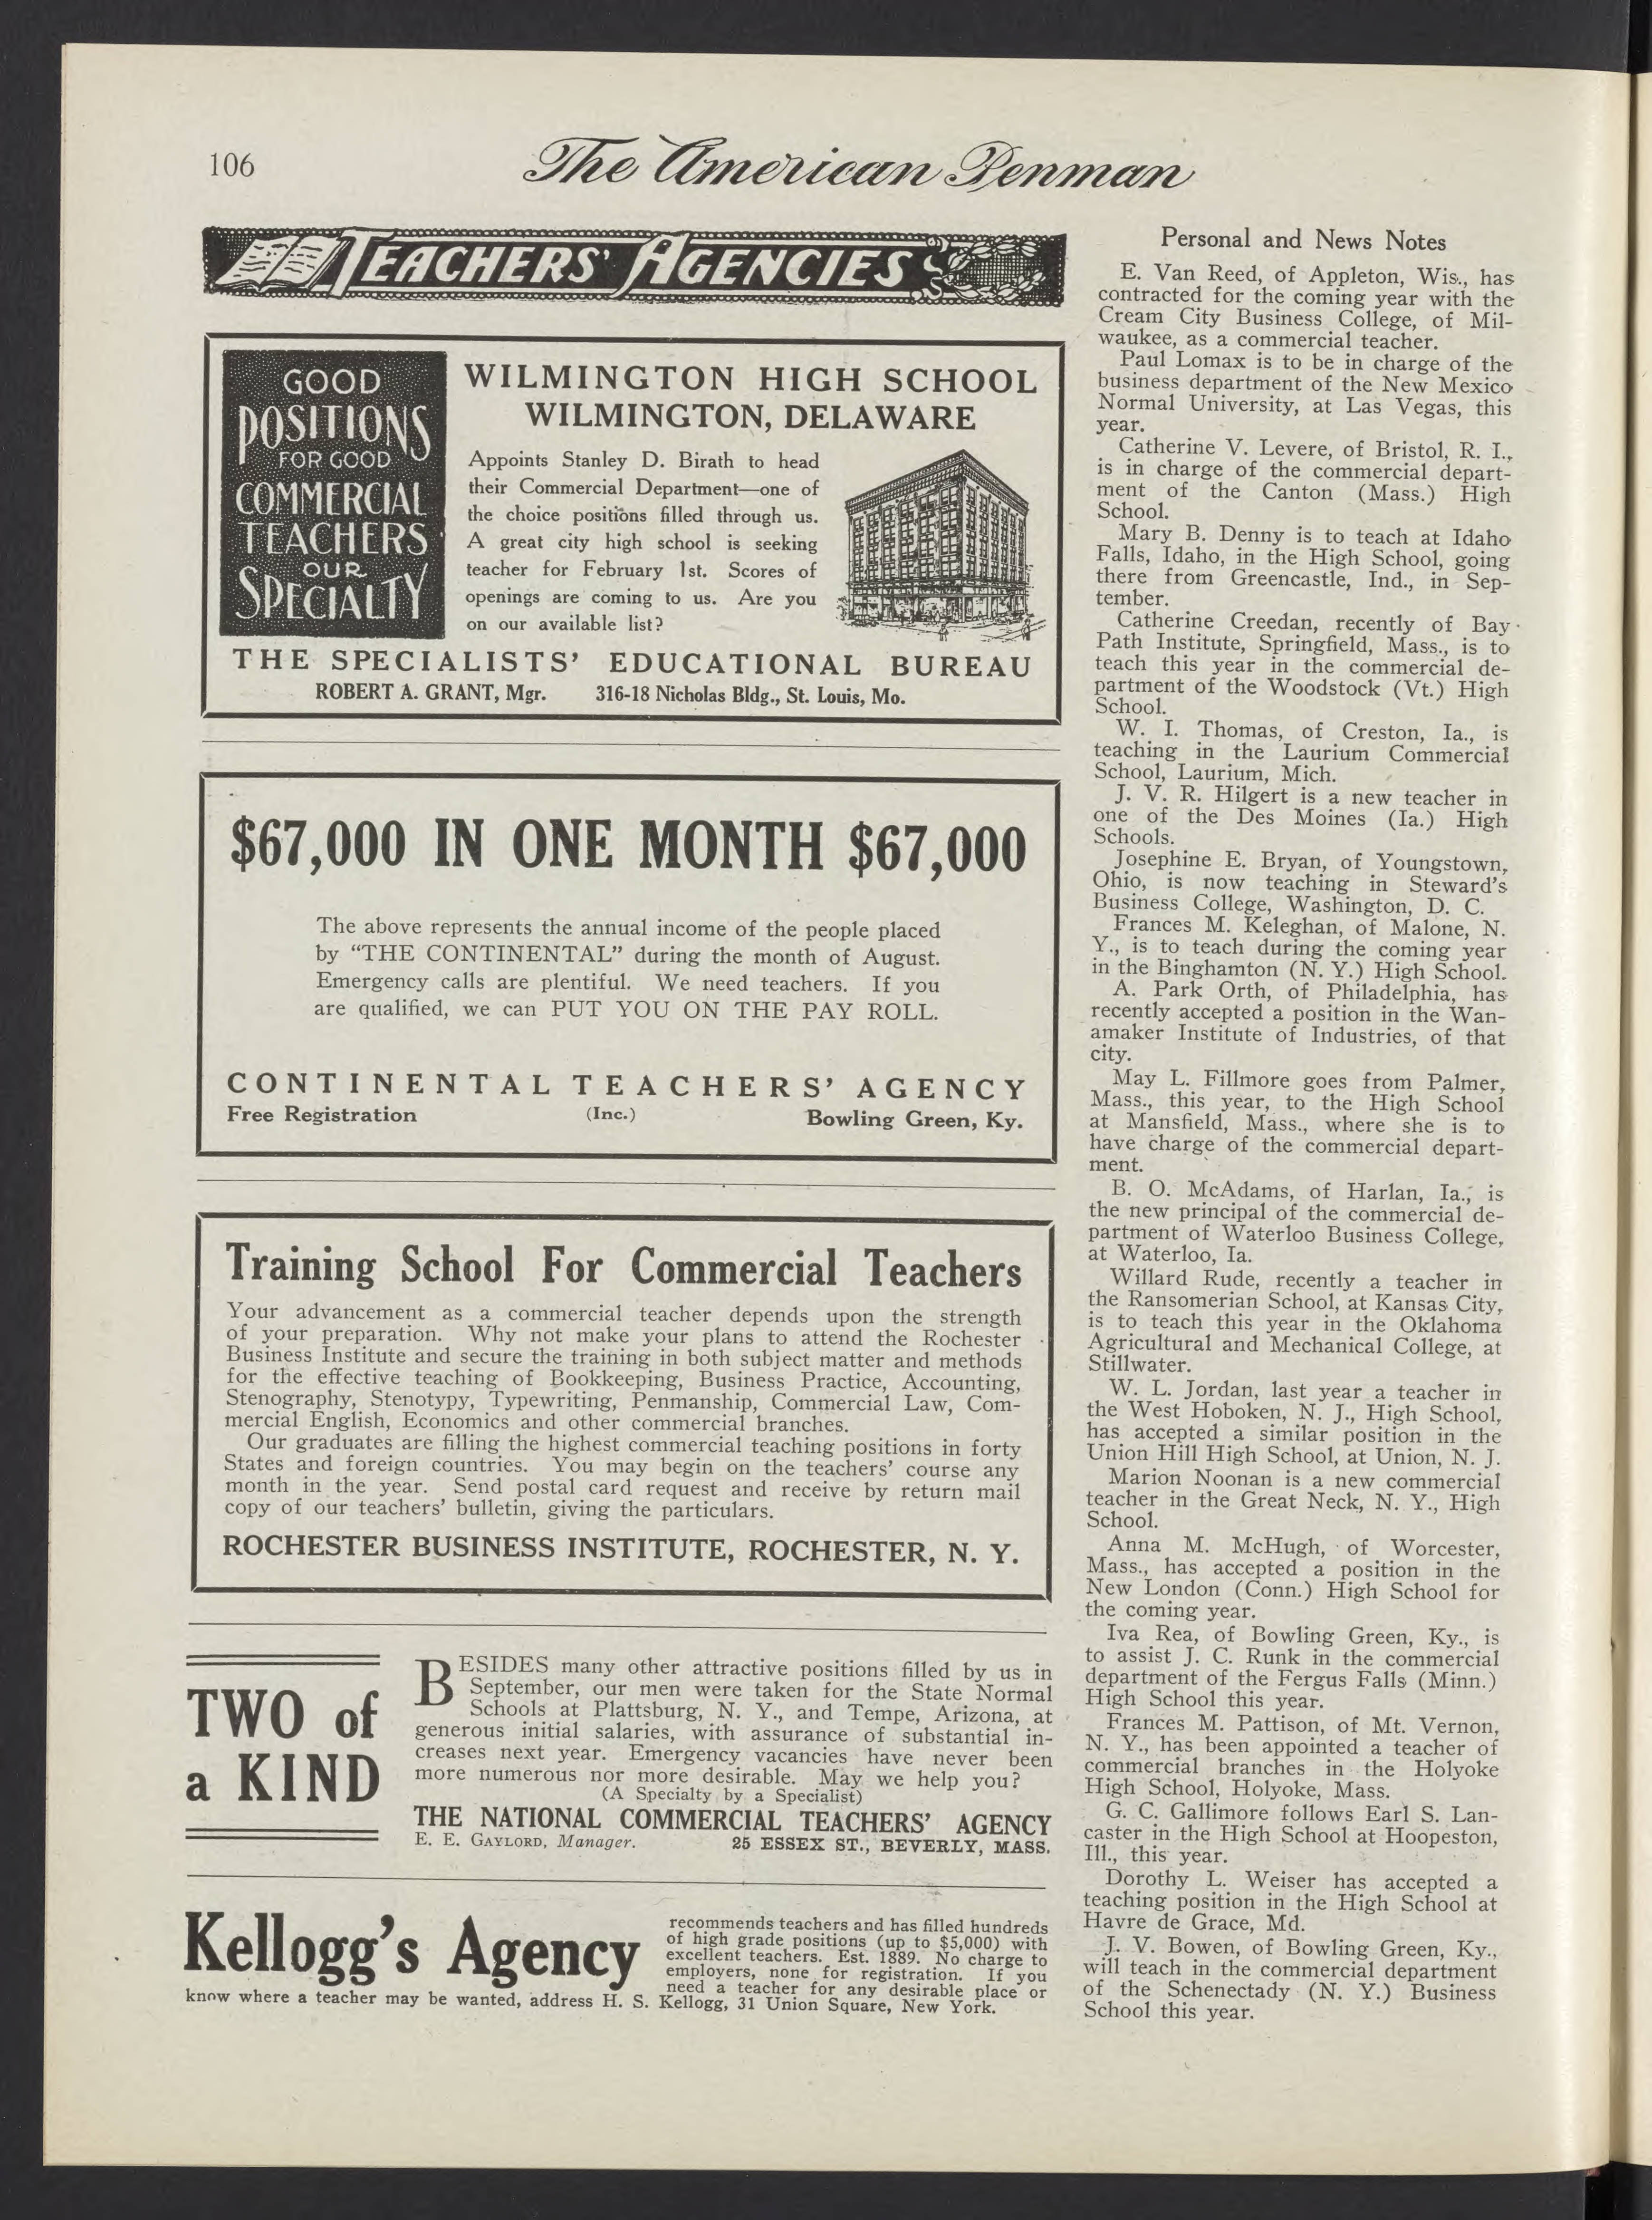 106
The American Penman
TEACHERS' AGENCIES
GOOD
POSITIONS
FOR GOOD
COMMERCIAL
TEACHERS
OUR
SPECIALTY
WILMINGTON HIGH SCHOOL
WILMINGTON, DELAWARE
Appoints Stanley D. Birath to head
their Commercial Department—one of
the choice positions filled through us.
A great city high school is seeking
teacher for February 1st. Scores of
openings are coming to us. Are you
on our available list?
THE SPECIALISTS' EDUCATIONAL BUREAU
ROBERT A. GRANT, Mgr. 316-18 Nicholas Bldg., St. Louis, Mo.
$67,000 IN ONE MONTH $67,000
The above represents the annual income of the people placed
by “THE CONTINENTAL” during the month of August.
Emergency calls are plentiful. We need teachers. If you
are qualified, we can PUT YOU ON THE PAY ROLL.
CONTINENTAL TEACHERS' AGENCY
Free Registration (Inc.) Bowling Green, Ky.
Training School For Commercial Teachers
Your advancement as a commercial teacher depends upon the strength
of your preparation. Why not make your plans to attend the Rochester
Business Institute and secure the training in both subject matter and methods
for the effective teaching of Bookkeeping, Business Practice, Accounting,
Stenography, Stenotypy, Typewriting, Penmanship, Commercial Law, Com-
mercial English, Economics and other commercial branches.
Our graduates are filling the highest commercial teaching positions in forty
States and foreign countries. You may begin on the teachers' course any
month in the year. Send postal card request and receive by return mail
copy of our teachers' bulletin, giving the particulars.
ROCHESTER BUSINESS INSTITUTE, ROCHESTER, N. Y.
TWO of
a KIND
BESIDES many other attractive positions filled by us in
September, our men were taken for the State Normal
Schools at Plattsburg, N. Y., and Tempe, Arizona, at
generous initial salaries, with assurance of substantial in-
creases next year. Emergency vacancies have never been
more numerous nor more desirable. May we help you?
(A Specialty by a Specialist)
THE NATIONAL COMMERCIAL TEACHERS' AGENCY
E. E. GAYLORD, Manager. 25 ESSEX ST., BEVERLY, MASS.
Kellogg's Agency
recommends teachers and has filled hundreds
of high grade positions (up to $5,000) with
excellent teachers. Est. 1889. No charge to
employers, none for registration. If you
need a teacher for any desirable place or
know where a teacher may be wanted, address H. S. Kellogg, 31 Union Square, New York.
Personal and News Notes
E. Van Reed, of Appleton, Wis., has
contracted for the coming year with the
Cream City Business College, of Mil-
waukee, as a commercial teacher.
Paul Lomax is to be in charge of the
business department of the New Mexico
Normal University, at Las Vegas, this
year.
Catherine V. Levere, of Bristol, R. I.,
is in charge of the commercial depart-
ment of the Canton (Mass.) High
School.
Mary B. Denny is to teach at Idaho
Falls, Idaho, in the High School, going
there from Greencastle, Ind., in Sep-
tember.
Catherine Creedan, recently of Bay
Path Institute, Springfield, Mass., is to
teach this year in the commercial de-
partment of the Woodstock (Vt.) High
School.
W. I. Thomas, of Creston, Ia., is
teaching in the Laurium Commercial
School, Laurium, Mich.
J. V. R. Hilgert is a new teacher in
one of the Des Moines (Ia.) High
Schools.
Josephine E. Bryan, of Youngstown,
Ohio, is now teaching in Steward's
Business College, Washington, D. C.
Frances M. Keleghan, of Malone, N.
Y., is to teach during the coming year
in the Binghamton (N. Y.) High School.
A. Park Orth, of Philadelphia, has
recently accepted a position in the Wan-
amaker Institute of Industries, of that
city.
May L. Fillmore goes from Palmer,
Mass., this year, to the High School
at Mansfield, Mass., where she is to
have charge of the commercial depart-
ment.
B. O. McAdams, of Harlan, Ia., is
the new principal of the commercial de-
partment of Waterloo Business College,
at Waterloo, Ia.
Willard Rude, recently a teacher in
the Ransomerian School, at Kansas City,
is to teach this year in the Oklahoma
Agricultural and Mechanical College, at
Stillwater.
W. L. Jordan, last year a teacher in
the West Hoboken, N. J., High School,
has accepted a similar position in the
Union Hill High School, at Union, N. J.
Marion Noonan is a new commercial
teacher in the Great Neck, N. Y., High
School.
Anna M. McHugh, of Worcester,
Mass., has accepted a position in the
New London (Conn.) High School for
the coming year.
Iva Rea, of Bowling Green, Ky., is
to assist J. C. Runk in the commercial
department of the Fergus Falls (Minn.)
High School this year.
Frances M. Pattison, of Mt. Vernon,
N. Y., has been appointed a teacher of
commercial branches in the Holyoke
High School, Holyoke, Mass.
G. C. Gallimore follows Earl S. Lan-
caster in the High School at Hoopeston,
Ill., this year.
Dorothy L. Weiser has accepted a
teaching position in the High School at
Havre de Grace, Md.
J. V. Bowen, of Bowling Green, Ky.,
will teach in the commercial department
of the Schenectady (N. Y.) Business
School this year.